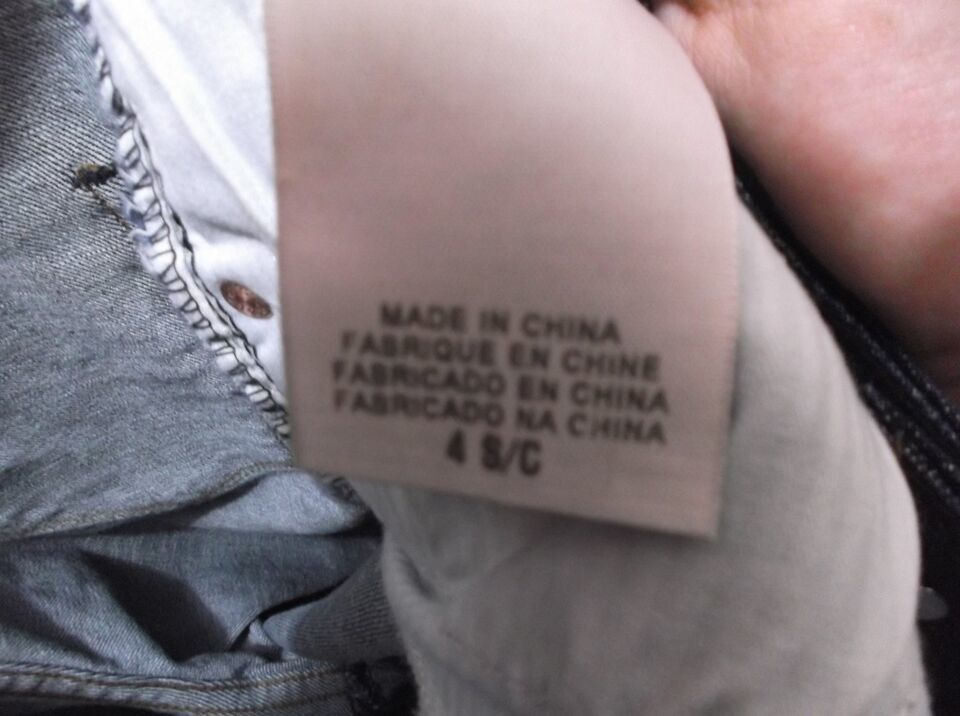 MADE IN CHINA
FABRIQUE EN CHINE
FABRICADO EN CHINA
FABRICADO NA CHINA
4 S/C